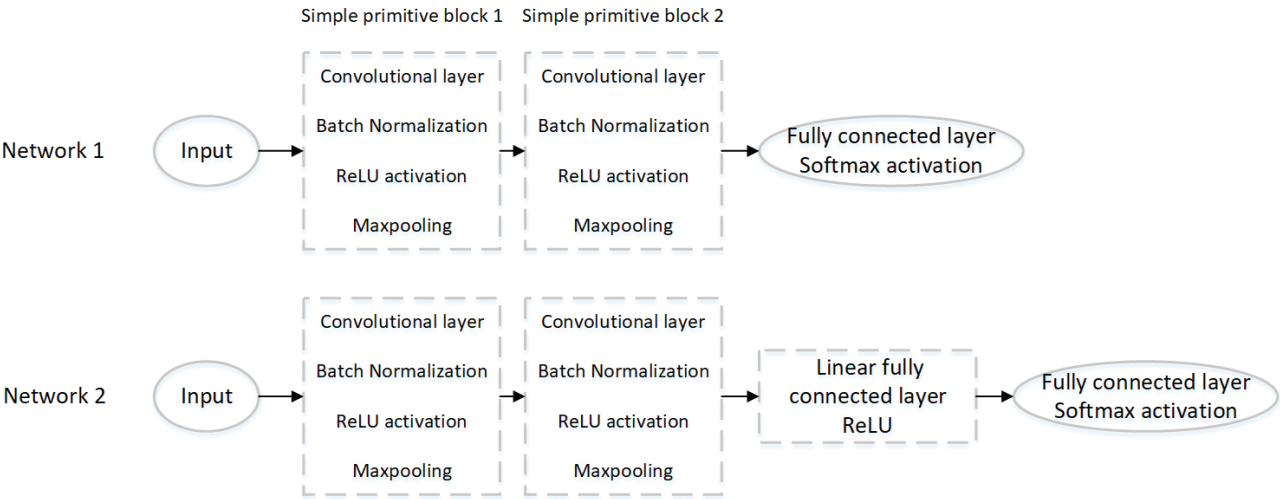 Simple primitive block 1
Simple primitive block 2
Network 1
Input
Convolutional layer
Batch Normalization
ReLU activation
Maxpooling
Convolutional layer
Batch Normalization
ReLU activation
Maxpooling
Fully connected layer
Softmax activation
Network 2
Input
Convolutional layer
Batch Normalization
ReLU activation
Maxpooling
Convolutional layer
Batch Normalization
ReLU activation
Maxpooling
Linear fully
connected layer
ReLU
Fully connected layer
Softmax activation